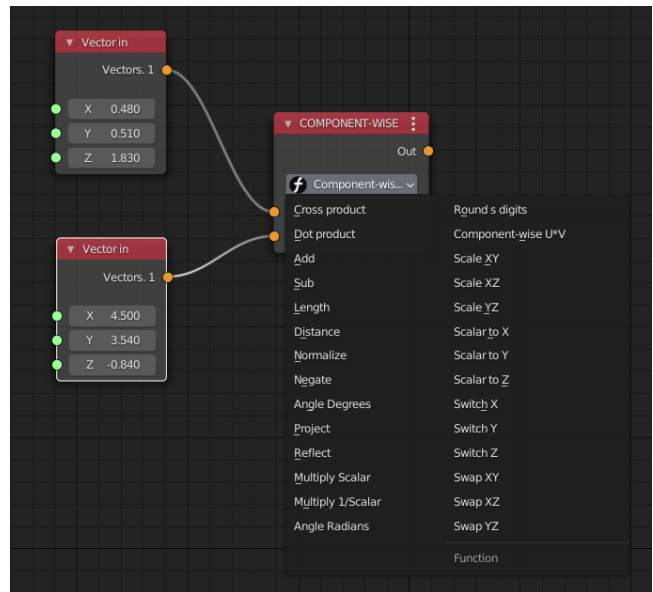 Vector in
Vectors. 1
X 0.480
Y 0.510
Z 1.830
COMPONENT-WISE
Out
Component-wis...
Vector in
Vectors. 1
X 4.500
Y 3.540
Z -0.840
Cross product
Dot product
Add
Sub
Length
Distance
Normalize
Negate
Angle Degrees
Project
Reflect
Multiply Scalar
Multiply 1/Scalar
Angle Radians
Round s digits
Component-wise U*V
Scale XY
Scale XZ
Scale YZ
Scalar to X
Scalar to Y
Scalar to Z
Switch X
Switch Y
Switch Z
Swap XY
Swap XZ
Swap YZ
Function